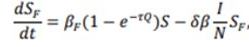 dS_F/dt = β_F(1 − e^{−τQ})S − δβ I/N S_F,